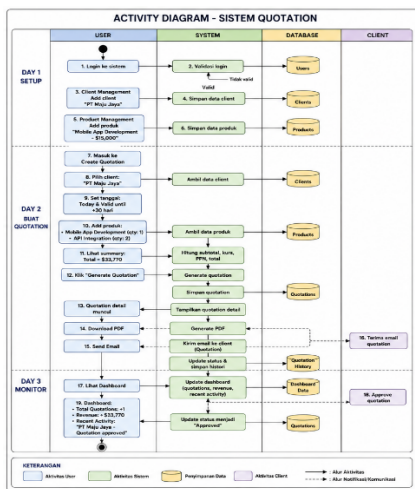 ACTIVITY DIAGRAM - SISTEM QUOTATION
USER
SYSTEM
DATABASE
CLIENT
DAY 1
SETUP
1. Login ke sistem
2. Validasi login
Users
Tidak valid
Valid
3. Client Management
Add client
"PT Maju Jaya"
4. Simpan data client
Clients
5. Product Management
Add produk
"Mobile App Development
- $15,000"
6. Simpan data produk
Products
DAY 2
BUAT
QUOTATION
7. Masuk ke
Create Quotation
8. Pilih client:
"PT Maju Jaya"
Ambil data client
Clients
9. Set tanggal:
Today & Valid until
+30 hari
10. Add produk:
• Mobile App Development (qty: 1)
• API Integration (qty: 2)
Ambil data produk
Products
11. Lihat summary:
Total = $33,770
Hitung subtotal, kurs,
PPN, total
12. Klik "Generate Quotation"
Generate quotation
Simpan quotation
Quotations
13. Quotation detail
muncul
Tampilkan quotation detail
14. Download PDF
Generate PDF
15. Send Email
Kirim email ke client
(Quotation)
Terima email
quotation
Update status &
simpan histori
Quotation
History
DAY 3
MONITOR
17. Lihat Dashboard
Update dashboard
(quotations, revenue,
recent activity)
Dashboard
Data
Approve
quotation
19. Dashboard:
• Total Quotations: +1
• Revenue: +$33,770
• Recent Activity:
"PT Maju Jaya -
Quotation approved"
Update status menjadi
"Approved"
Quotations
KETERANGAN
Aktivitas User
Aktivitas Sistem
Penyimpanan Data
Aktivitas Client
: Alur Aktivitas
: Alur Notifikasi/Komunikasi